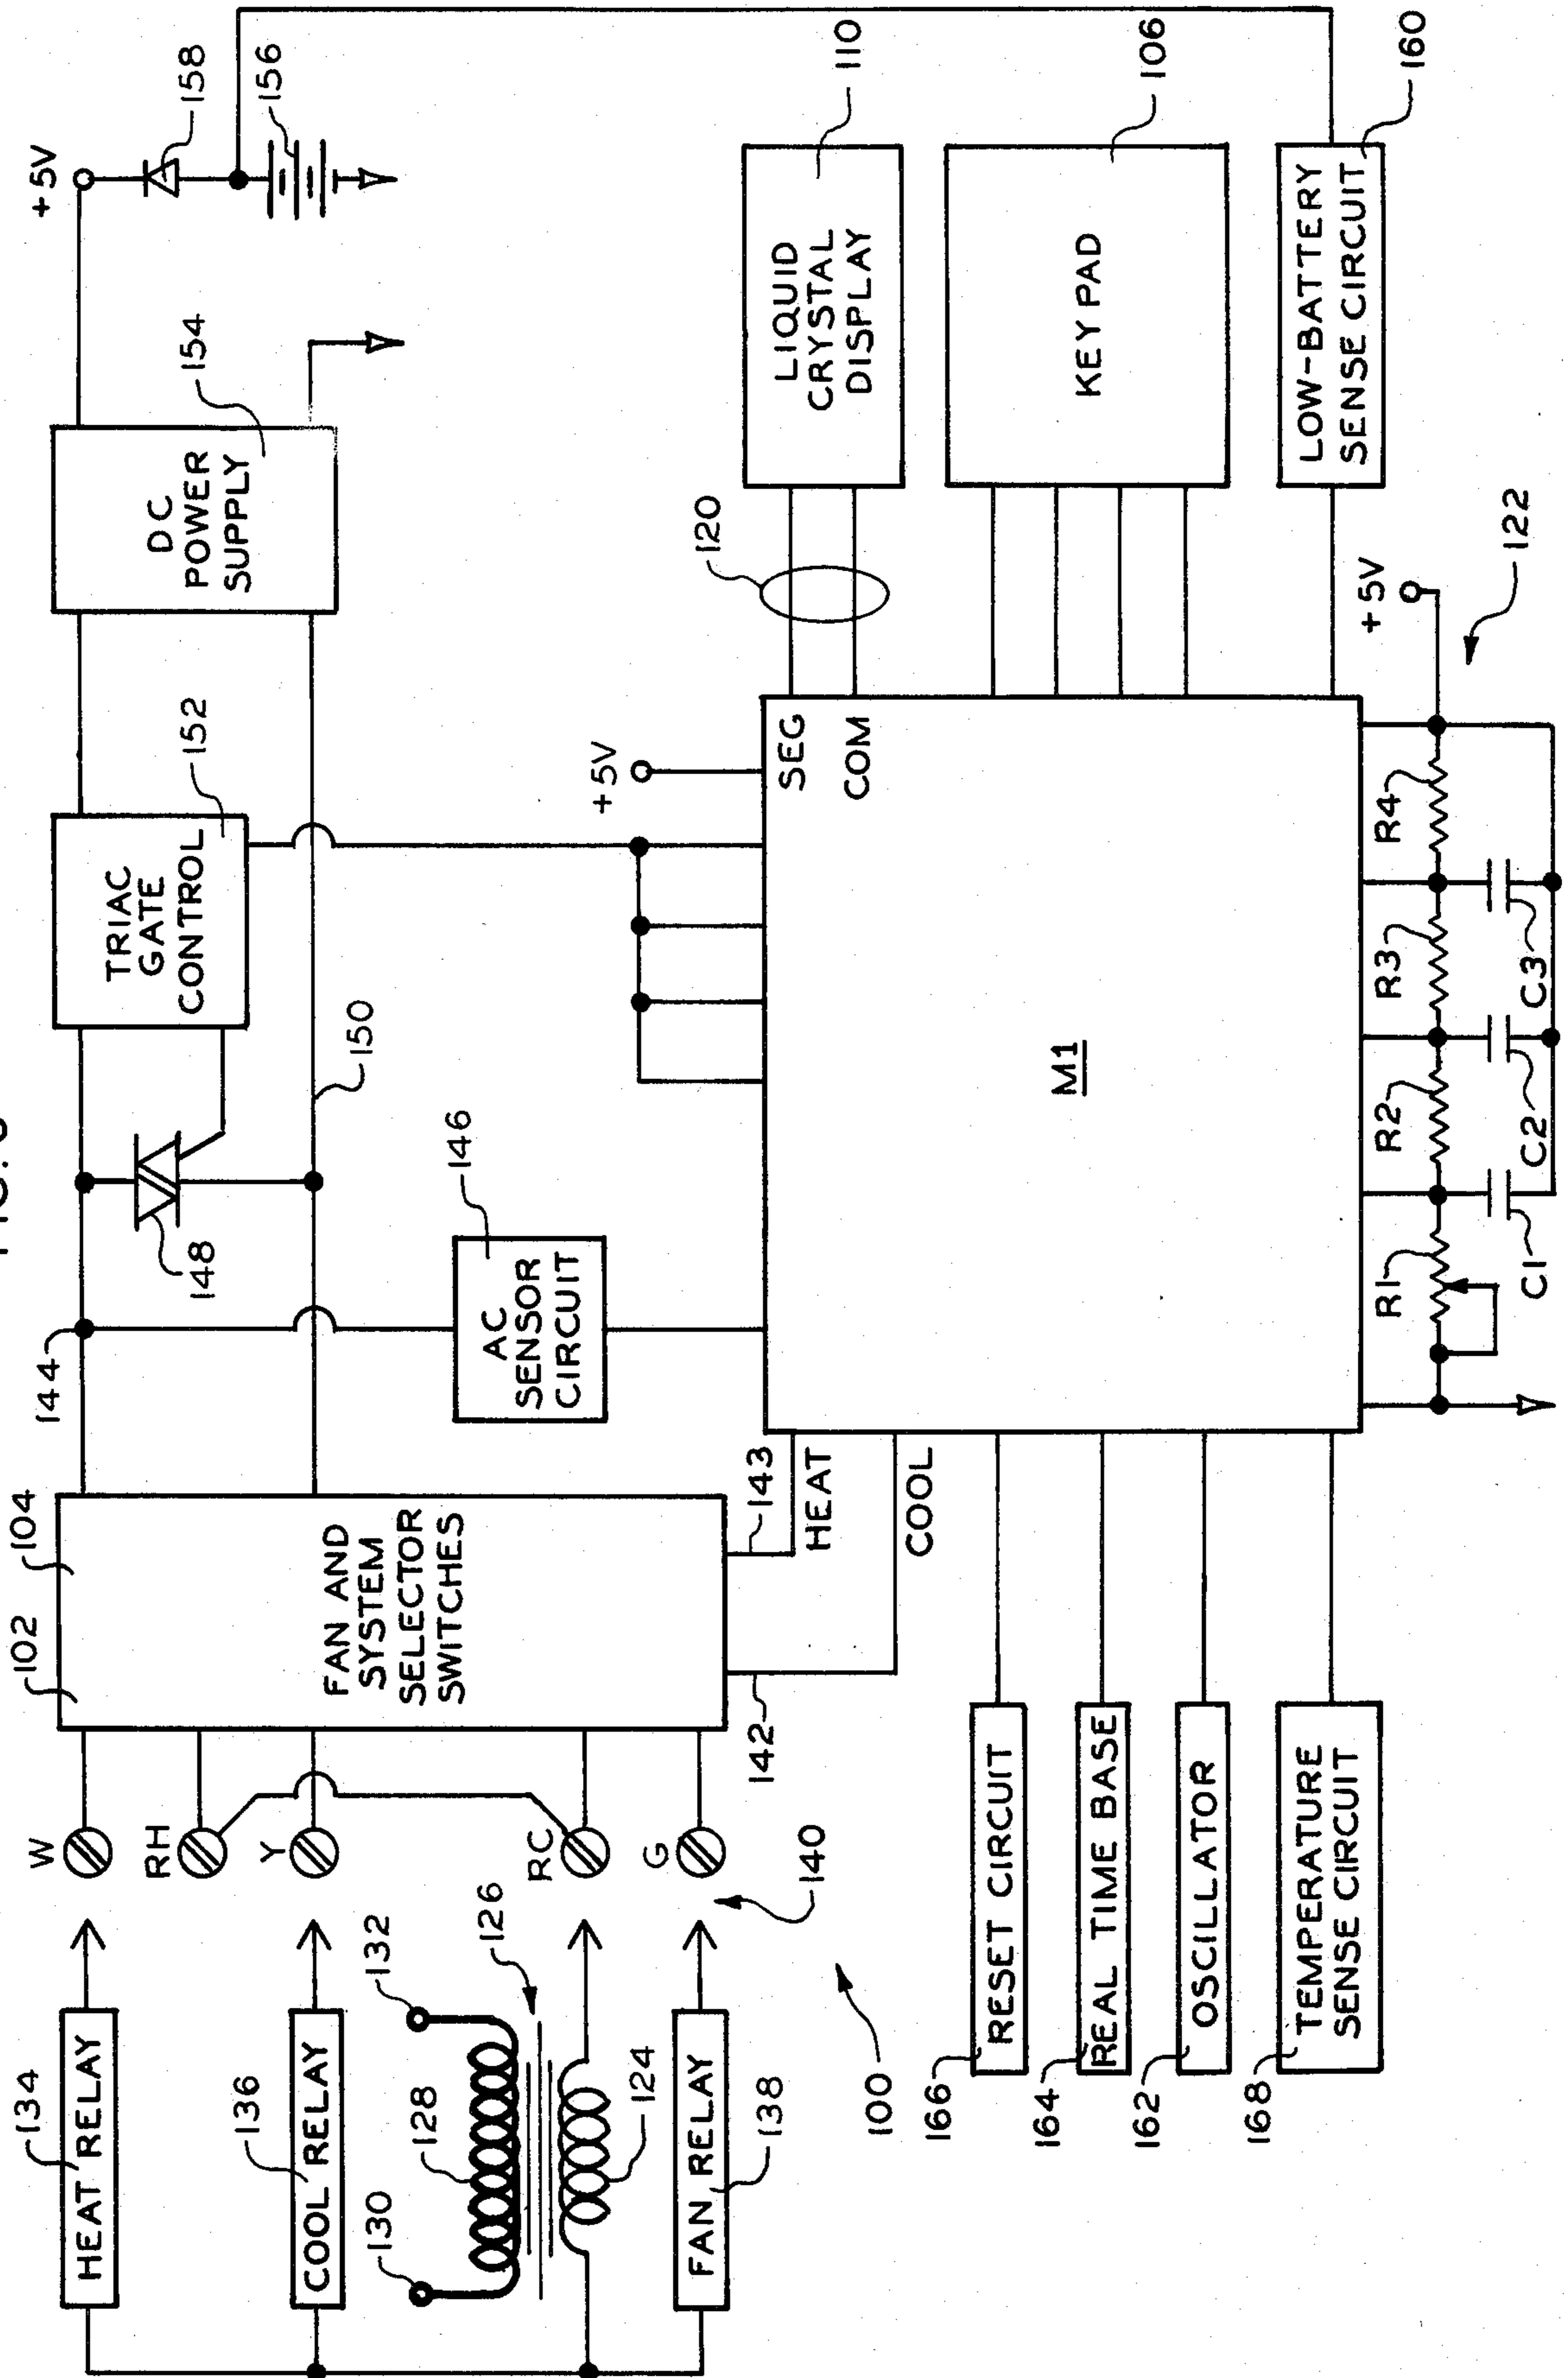 134
HEAT RELAY
136
COOL RELAY
130
128
132
126
124
FAN RELAY
138
140
100
W
RH
Y
RC
G
102
104
FAN AND
SYSTEM
SELECTOR
SWITCHES
142
143
HEAT
COOL
144
148
146
AC
SENSOR
CIRCUIT
150
TRIAC
GATE
CONTROL
152
DC
POWER
SUPPLY
154
+5V
158
156
+5V
SEG
COM
M1
120
LIQUID
CRYSTAL
DISPLAY
110
KEYPAD
106
LOW-BATTERY
SENSE CIRCUIT
160
166
RESET CIRCUIT
164
REAL TIME BASE
162
OSCILLATOR
168
TEMPERATURE
SENSE CIRCUIT
R1
R2
R3
R4
+5V
C1
C2
C3
122